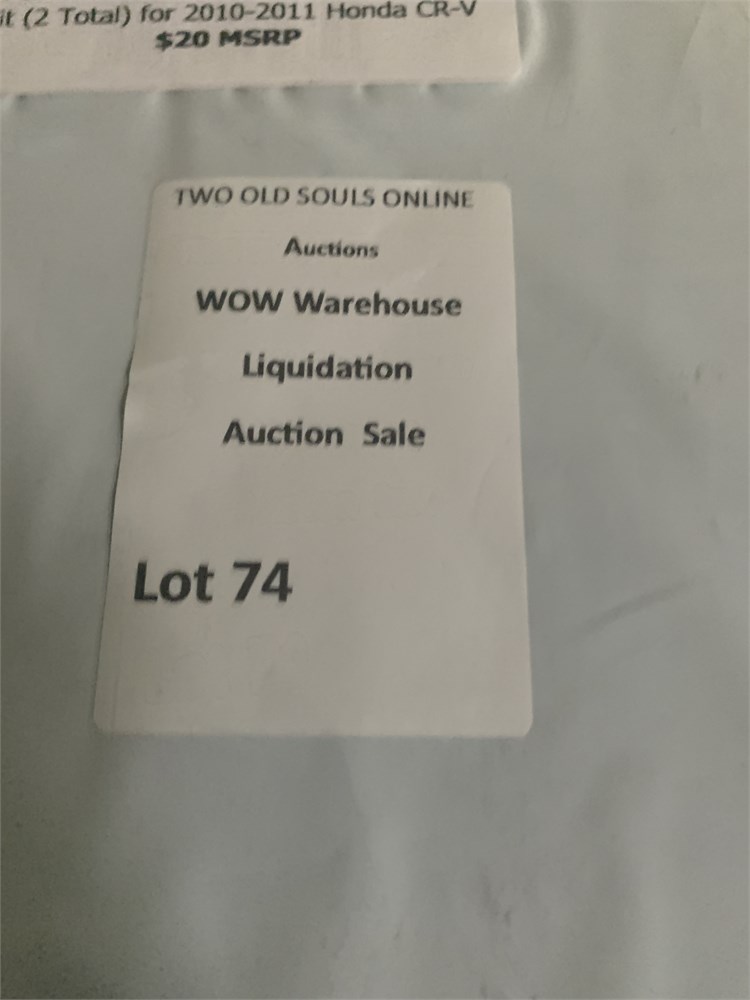 (2 Total) for 2010-2011 Honda CR-V
$20 MSRP
TWO OLD SOULS ONLINE
Auctions
WOW Warehouse
Liquidation
Auction Sale
Lot 74